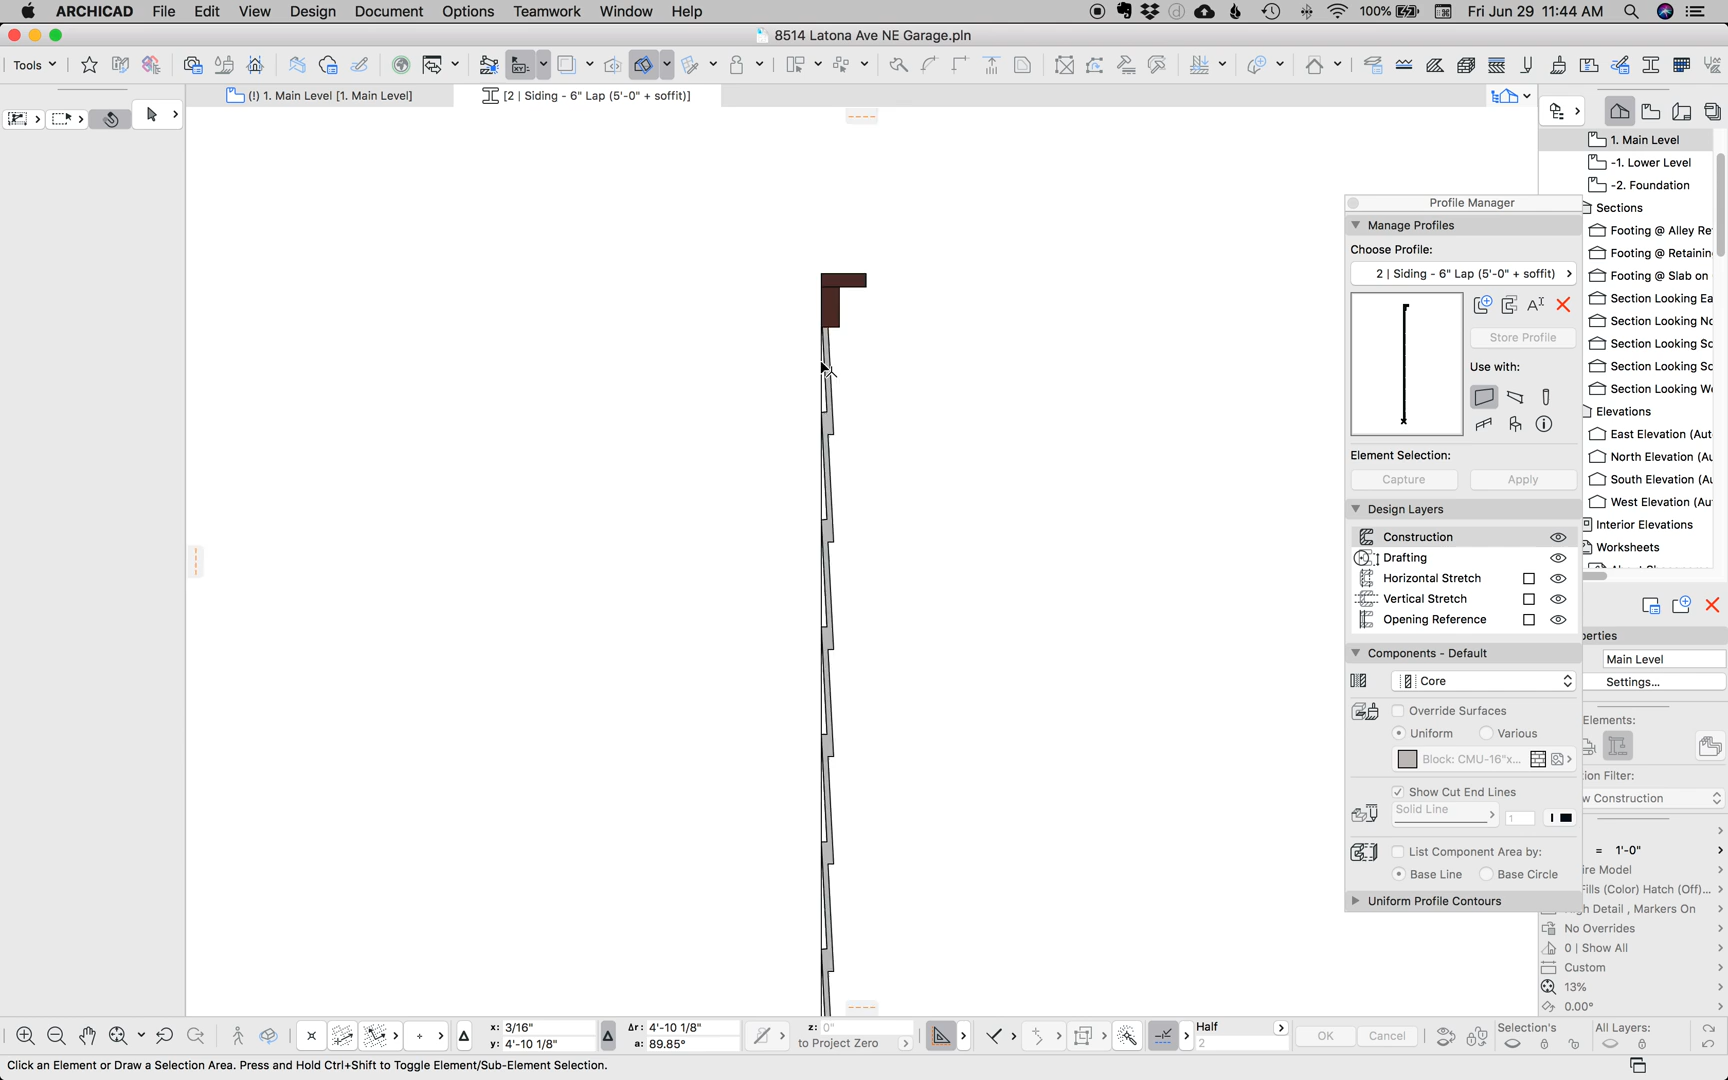 ARCHICAD File Edit View Design Document Options Teamwork Window Help
100% Fri Jun 29 11:44 AM
8514 Latona Ave NE Garage.pln
Tools
(!) 1. Main Level [1. Main Level]
[2 | Siding - 6" Lap (5'-0" + soffit)]
1. Main Level
-1. Lower Level
-2. Foundation
Sections
Footing @ Alley Re
Footing @ Retainin
Footing @ Slab on
Section Looking Ea
Section Looking No
Section Looking So
Section Looking So
Section Looking We
Elevations
East Elevation (Aut
North Elevation (Au
South Elevation (Au
West Elevation (Aut
Interior Elevations
Worksheets
Profile Manager
Manage Profiles
Choose Profile:
2 | Siding - 6" Lap (5'-0" + soffit)
Store Profile
Use with:
Element Selection:
Capture
Apply
Design Layers
Construction
Drafting
Horizontal Stretch
Vertical Stretch
Opening Reference
Components - Default
Core
Override Surfaces
Uniform
Various
Block: CMU-16"x...
Show Cut End Lines
Solid Line
1
List Component Area by:
Base Line
Base Circle
Uniform Profile Contours
erties
Main Level
Settings...
Elements:
ion Filter:
w Construction
= 1'-0"
ire Model
Fills (Color) Hatch (Off)...
gh Detail , Markers On
No Overrides
0 | Show All
Custom
13%
0.00°
x: 3/16"
y: 4'-10 1/8"
Δr: 4'-10 1/8"
a: 89.85°
z: 0"
to Project Zero
Half
2
OK
Cancel
Selection's
All Layers:
Click an Element or Draw a Selection Area. Press and Hold Ctrl+Shift to Toggle Element/Sub-Element Selection.